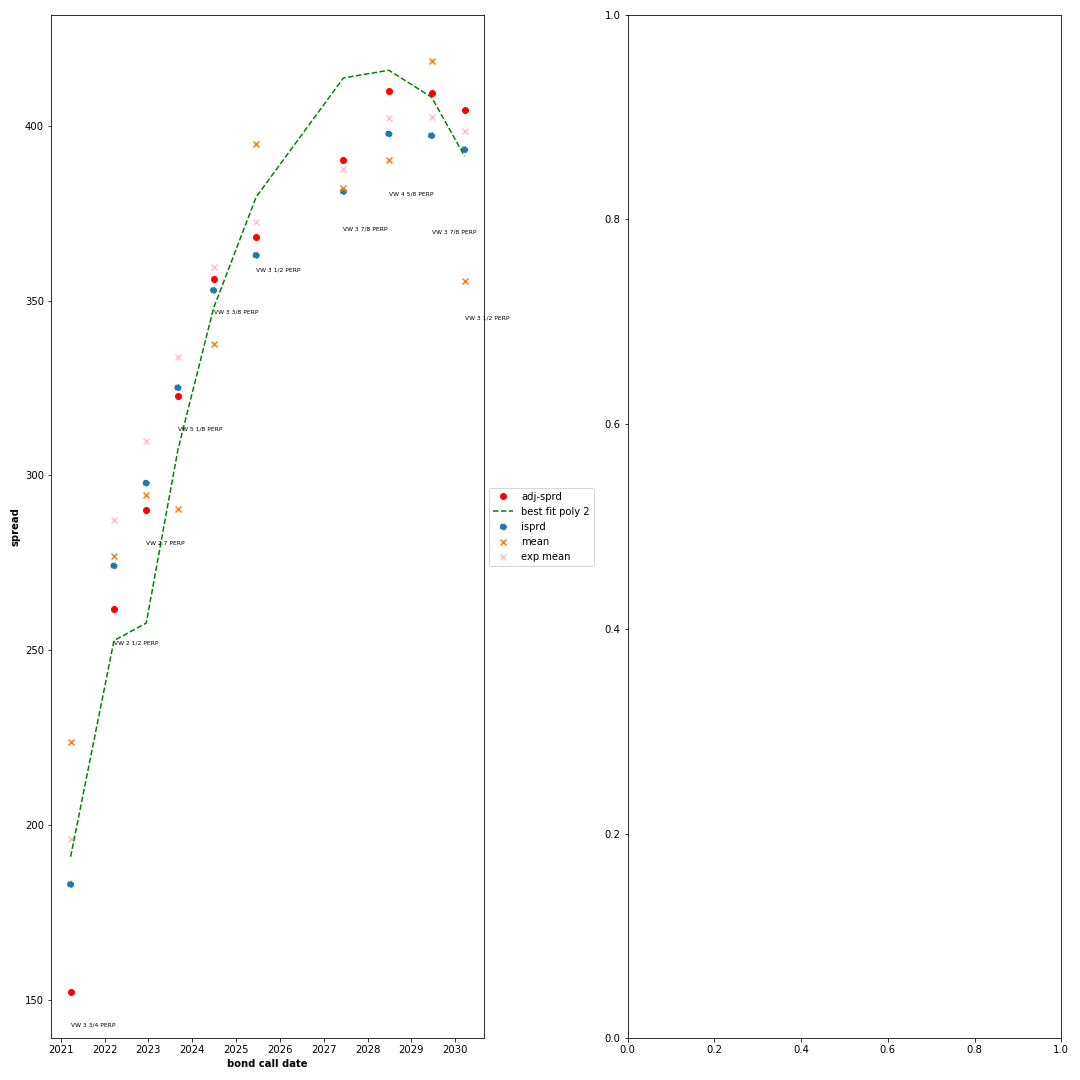 400
350
300
250
200
150
spread
2021 2022 2023 2024 2025 2026 2027 2028 2029 2030
bond call date
VW 3 3/4 PERP
VW 2 1/2 PERP
VW 2.7 PERP
VW 5 1/8 PERP
VW 3 3/8 PERP
VW 3 1/2 PERP
VW 3 7/8 PERP
VW 4 5/8 PERP
VW 3 7/8 PERP
VW 3 1/2 PERP
adj-sprd
best fit poly 2
isprd
mean
exp mean
1.0
0.8
0.6
0.4
0.2
0.0
0.0 0.2 0.4 0.6 0.8 1.0